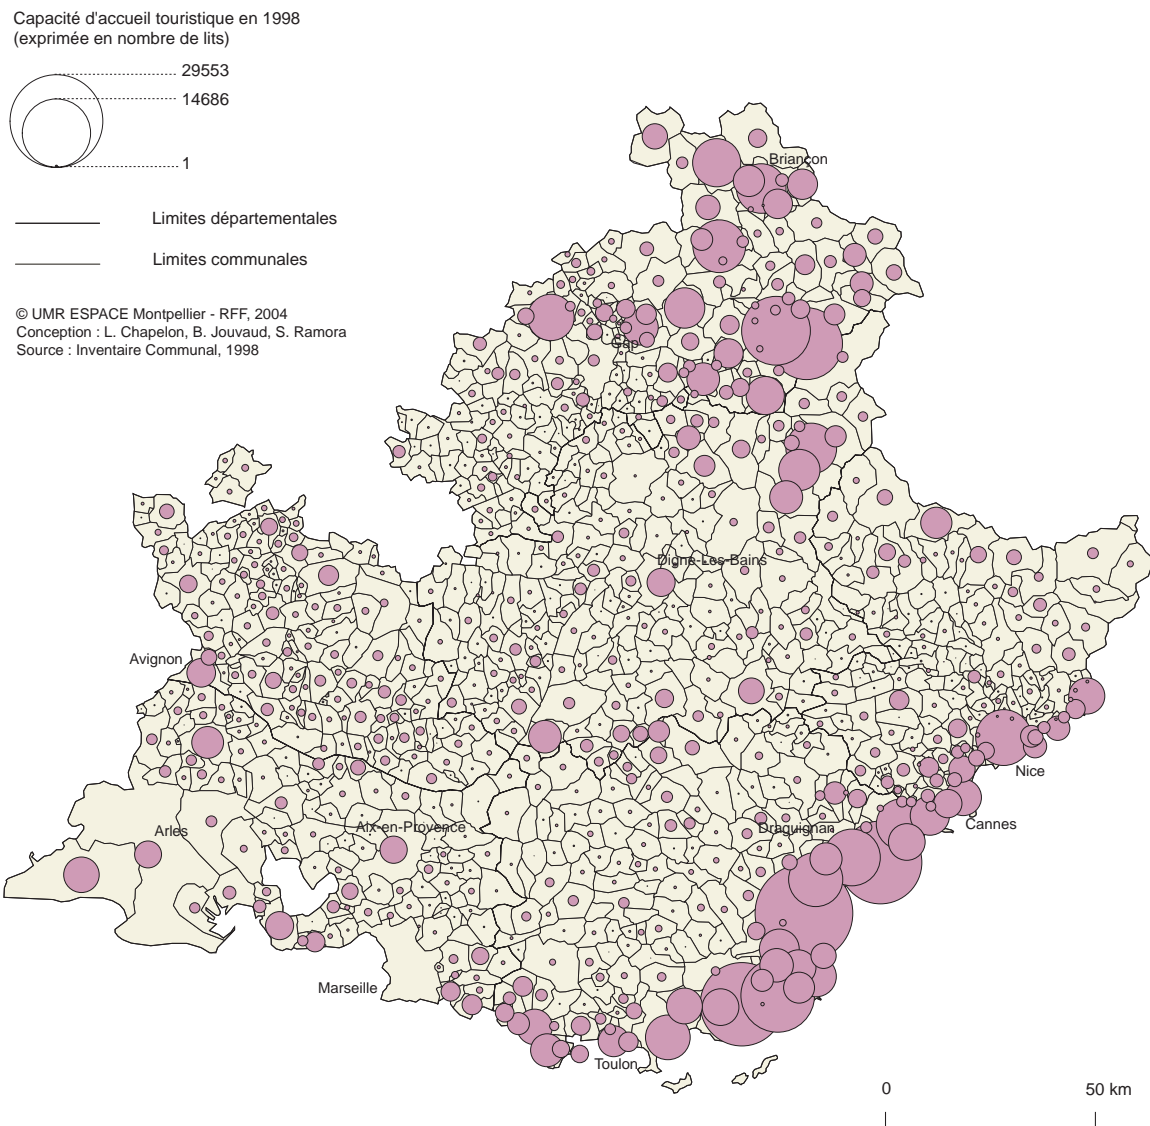 Capacité d'accueil touristique en 1998
(exprimée en nombre de lits)
29553
14686
1
Limites départementales
Limites communales
© UMR ESPACE Montpellier - RFF, 2004
Conception : L. Chapelon, B. Jouvaud, S. Ramora
Source : Inventaire Communal, 1998
Briançon
Gap
Digne-Les-Bains
Avignon
Nice
Cannes
Draguignan
Arles
Aix-en-Provence
Marseille
Toulon
0 50 km